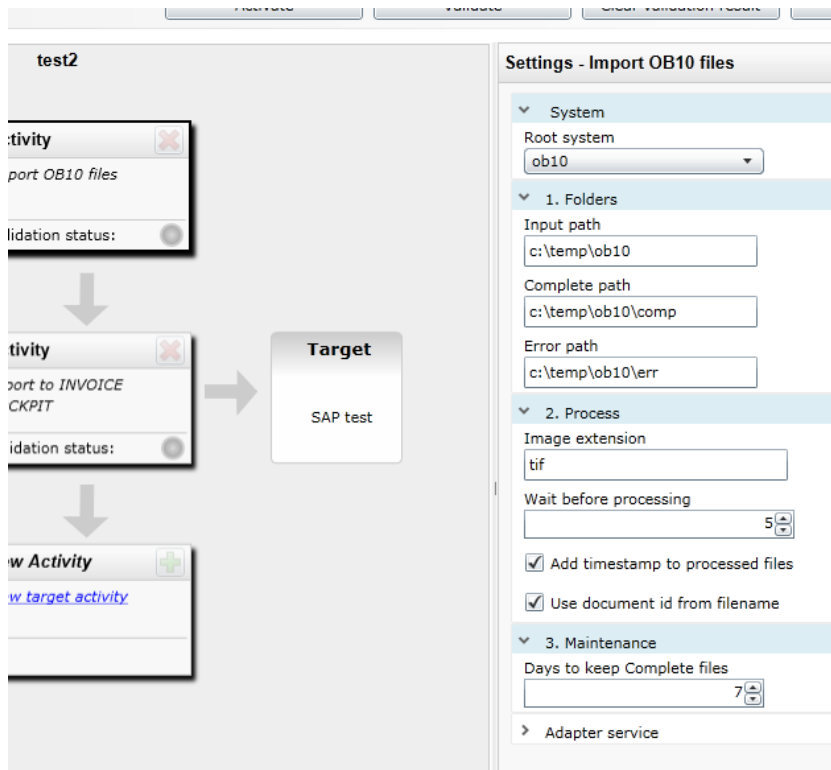 Activate Validate Clear validation result
test2
tivity
port OB10 files
lidation status:
tivity
port to INVOICE
CKPIT
idation status:
Target
SAP test
w Activity
w target activity
Settings - Import OB10 files
System
Root system
ob10
1. Folders
Input path
c:\temp\ob10
Complete path
c:\temp\ob10\comp
Error path
c:\temp\ob10\err
2. Process
Image extension
tif
Wait before processing
5
Add timestamp to processed files
Use document id from filename
3. Maintenance
Days to keep Complete files
7
Adapter service